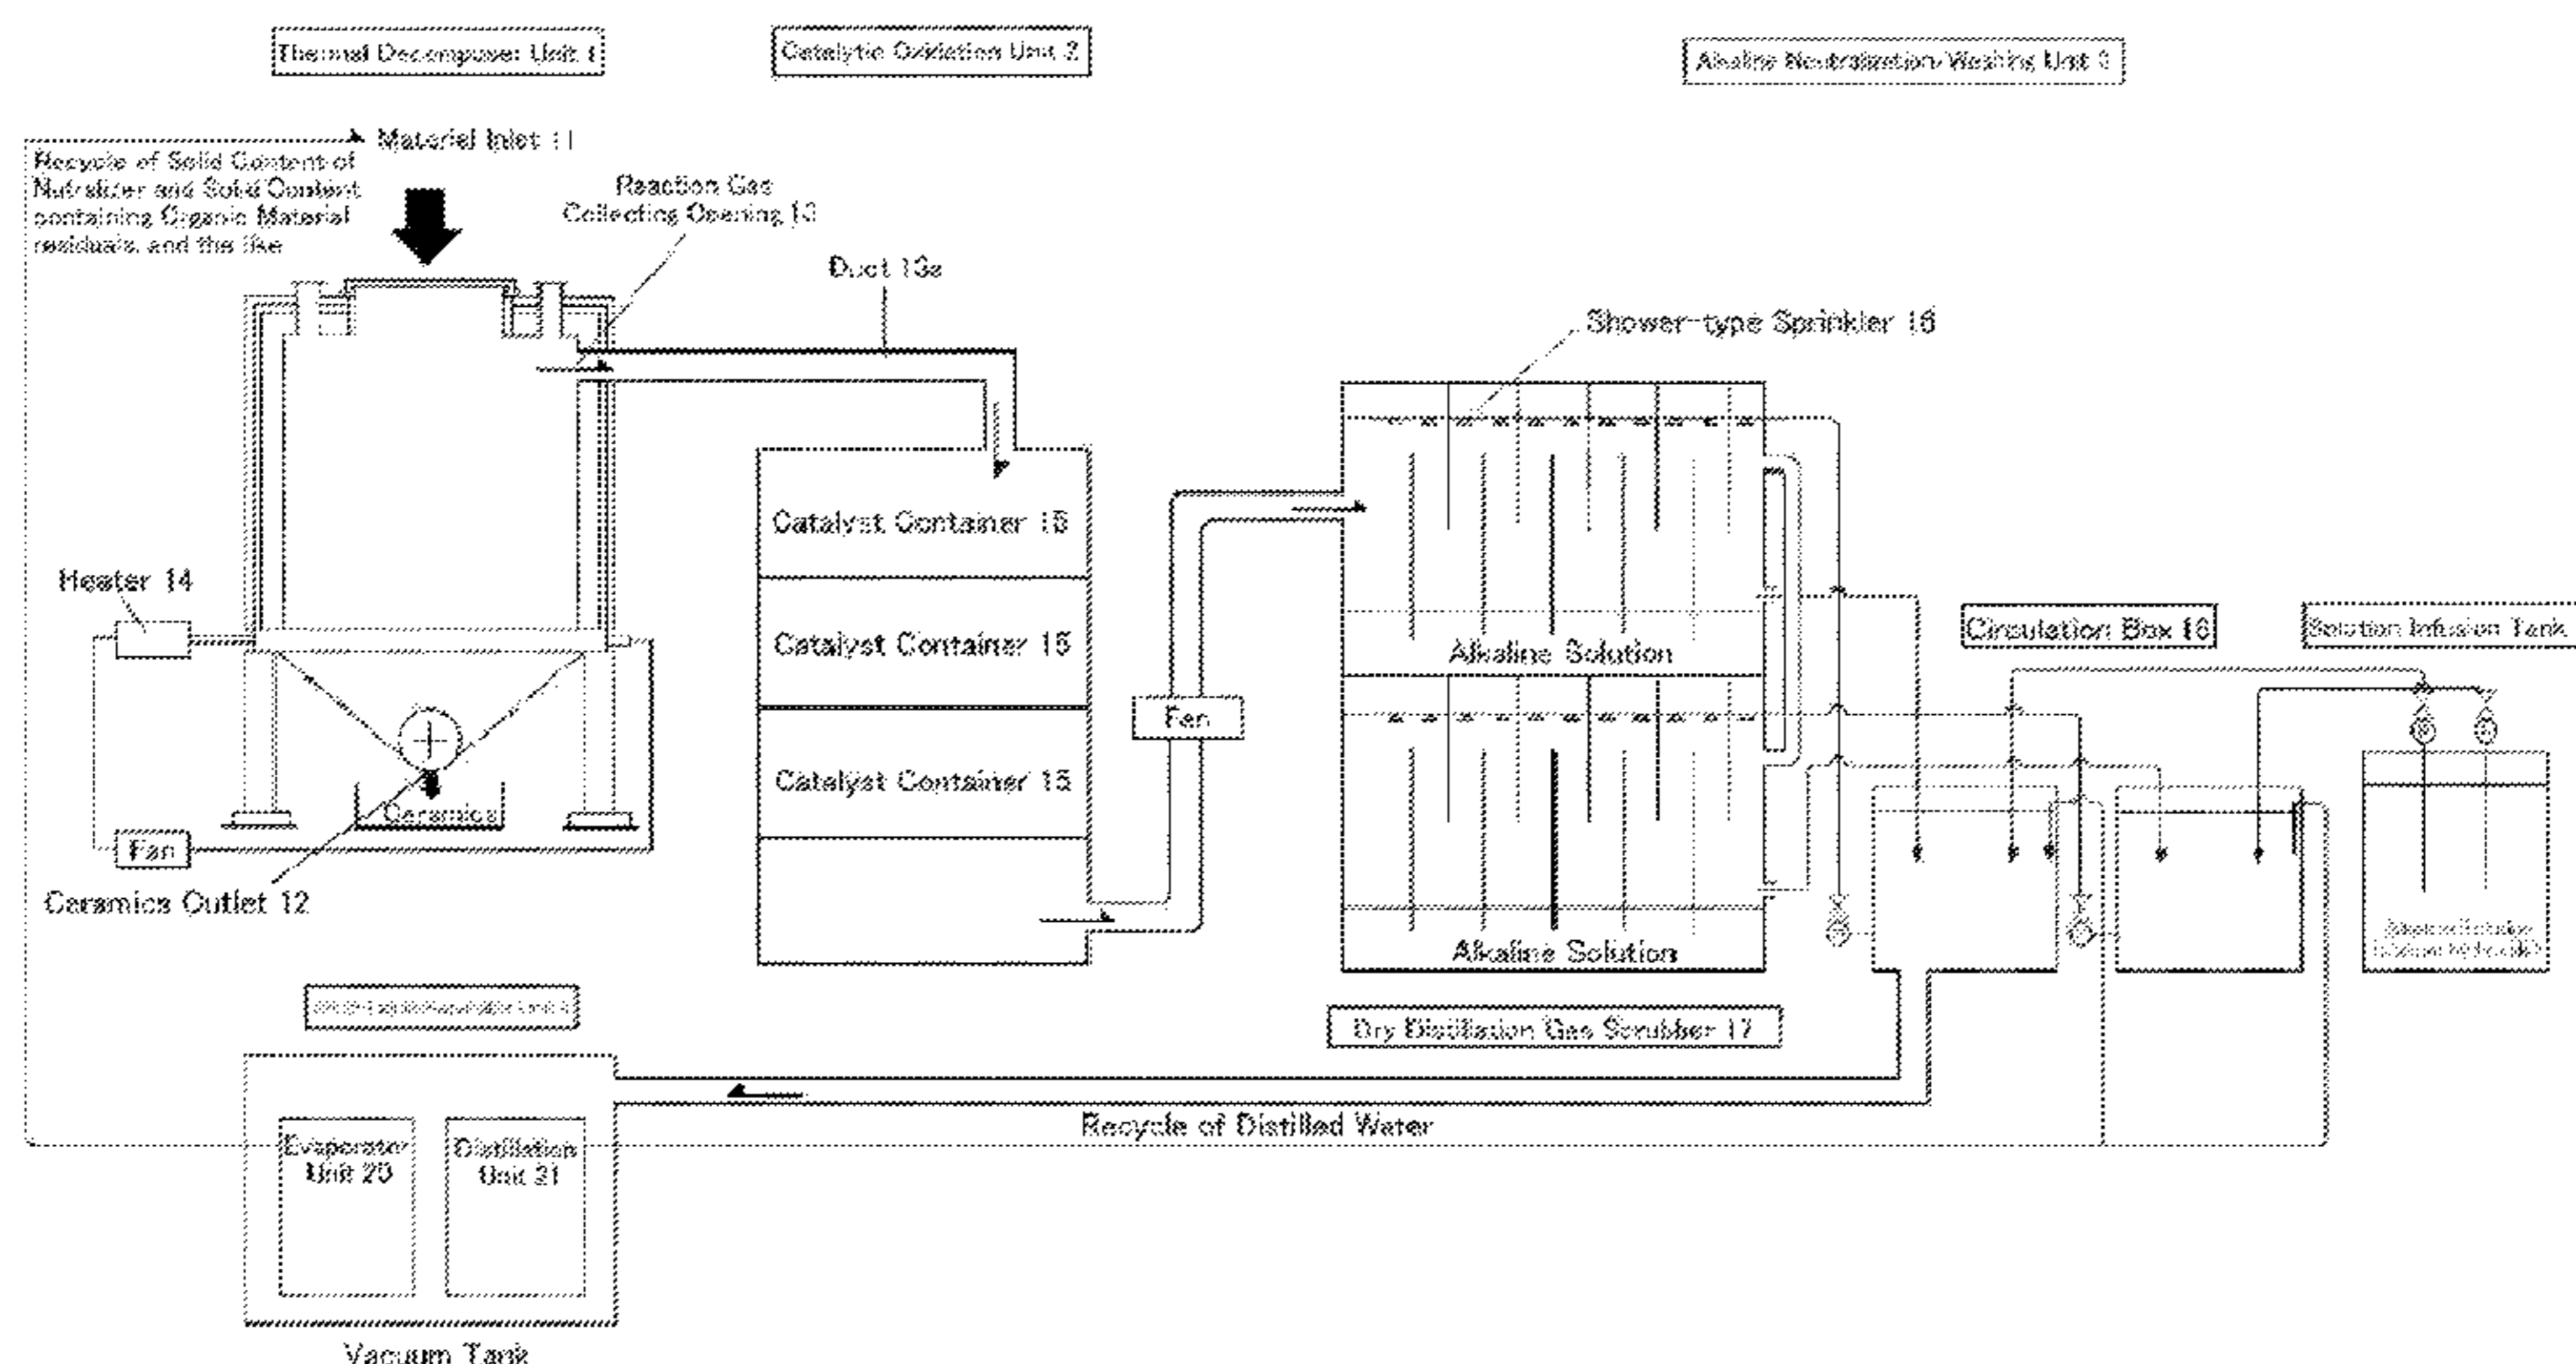 Thermal Decomposer Unit 1
Catalytic Oxidation Unit 2
Alkaline Neutralization-Washing Unit 3
Material Inlet 11
Recycle of Solid Content of
Nutralizer and Solid Content
containing Organic Material
residuals, and the like
Reaction Gas
Collecting Opening 13
Duct 13a
Shower-type Sprinkler 16
Catalyst Container 15
Heater 14
Catalyst Container 15
Alkaline Solution
Circulation Box 18
Solution Infusion Tank
Fan
Catalyst Container 15
Ceramics
Fan
Ceramics Outlet 12
Alkaline Solution
Dry Distillation Gas Scrubber 17
Recycle of Distilled Water
Evaporator
Unit 20
Distillation
Unit 21
Vacuum Tank